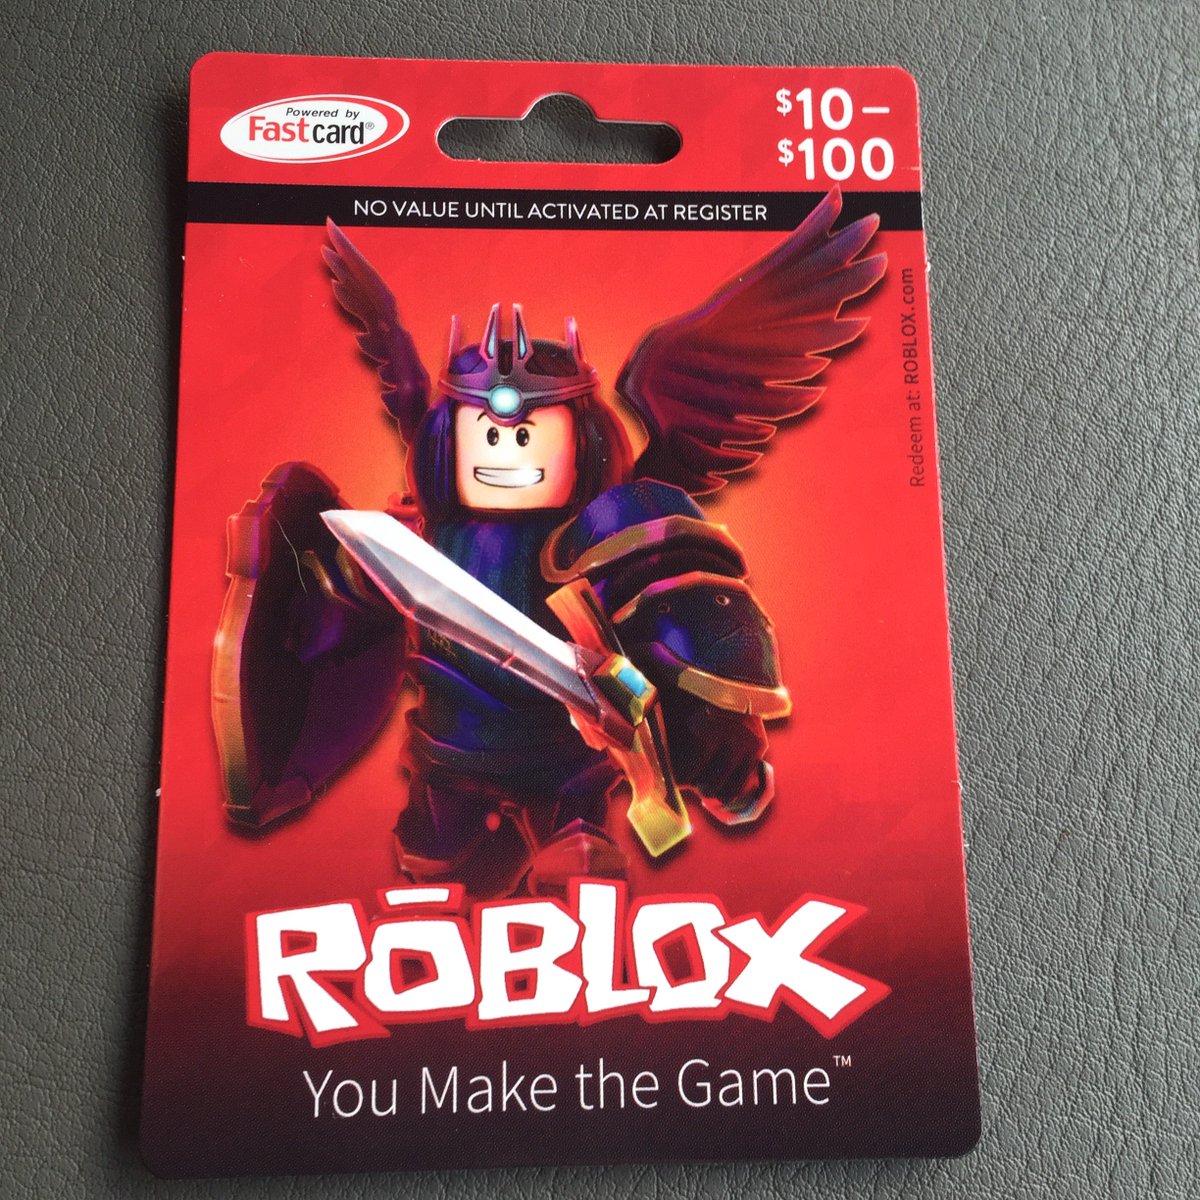 Powered by
Fastcard®
$10–
$100
NO VALUE UNTIL ACTIVATED AT REGISTER
Redeem at: ROBLOX.com
RŌBLOX
You Make the Game™